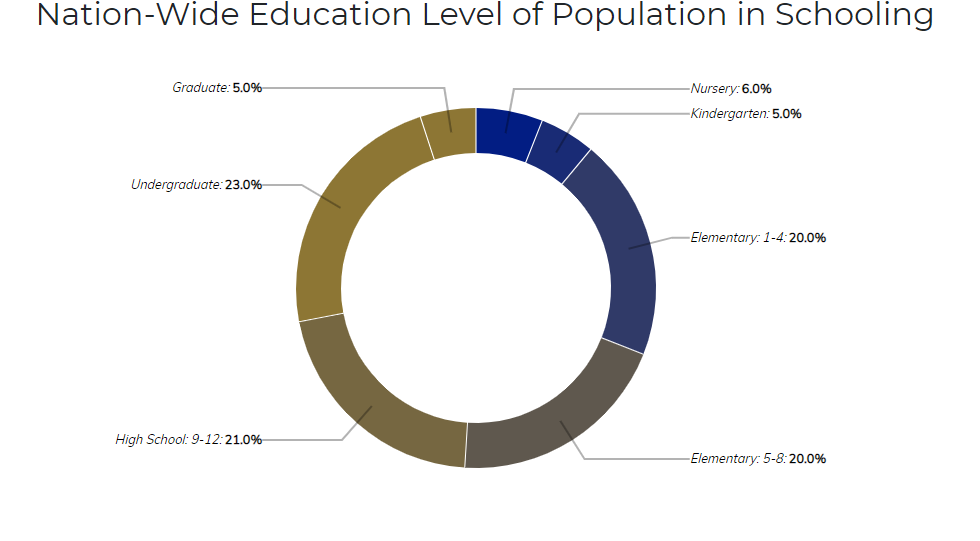 Nation-Wide Education Level of Population in Schooling
Graduate: 5.0%
Nursery: 6.0%
Kindergarten: 5.0%
Undergraduate: 23.0%
Elementary: 1-4: 20.0%
High School: 9-12: 21.0%
Elementary: 5-8: 20.0%